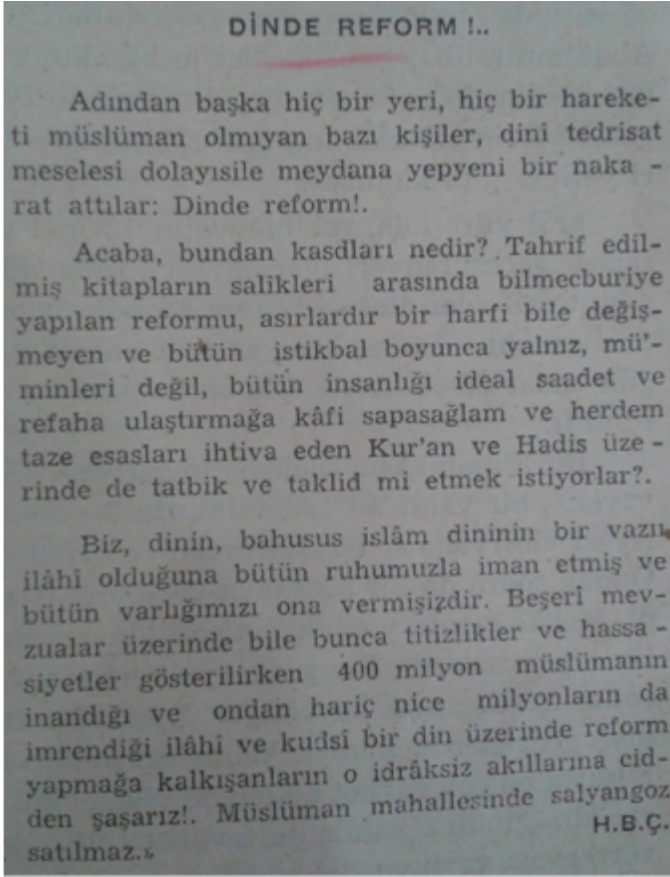 DİNDE REFORM !..
Adından başka hiç bir yeri, hiç bir hareke-
ti müslüman olmıyan bazı kişiler, dinî tedrisat
meselesi dolayısile meydana yepyeni bir naka -
rat attılar: Dinde reform!.
Acaba, bundan kasdları nedir? Tahrif edil-
miş kitapların salikleri arasında bilmecburiye
yapılan reformu, asırlardır bir harfi bile değiş-
meyen ve bütün istikbal boyunca yalnız, mü'-
minleri değil, bütün insanlığı ideal saadet ve
refaha ulaştırmağa kâfi sapasağlam ve herdem
taze esasları ihtiva eden Kur'an ve Hadis üze -
rinde de tatbik ve taklid mi etmek istiyorlar?.
Biz, dinin, bahusus islâm dininin bir vazıı
ilâhî olduğuna bütün ruhumuzla iman etmiş ve
bütün varlığımızı ona vermişizdir. Beşerî mev-
zualar üzerinde bile bunca titizlikler ve hassa -
siyetler gösterilirken 400 milyon müslümanın
inandığı ve ondan hariç nice milyonların da
imrendiği ilâhî ve kudsî bir din üzerinde reform
yapmağa kalkışanların o idrâksiz akıllarına cid-
den şaşarız!. Müslüman mahallesinde salyangoz
satılmaz.»
H.B.Ç.